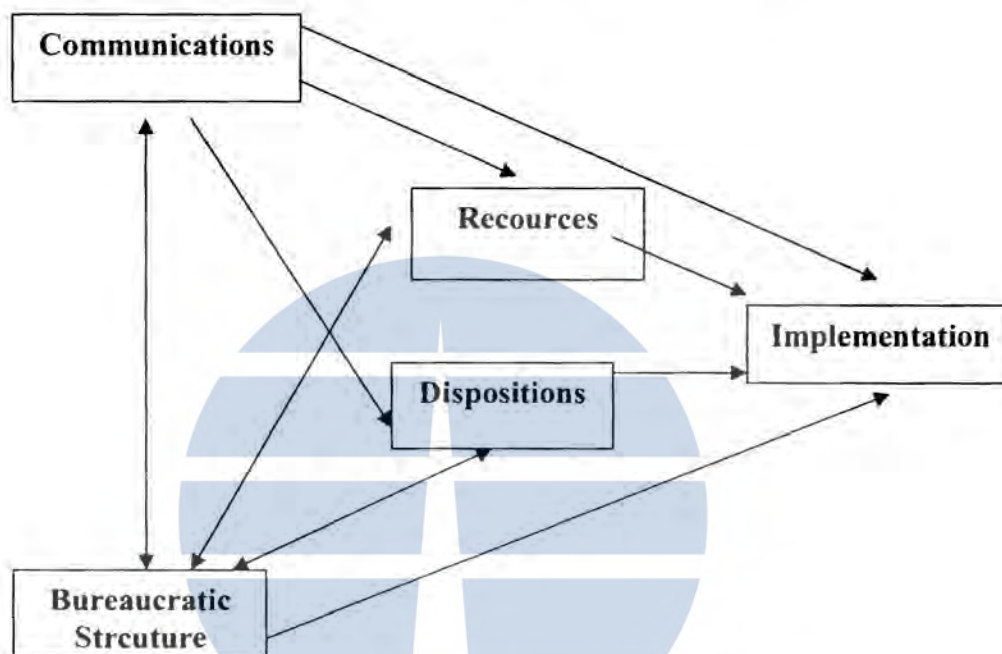 Communications
Recources
Implementation
Dispositions
Bureaucratic
Strcuture